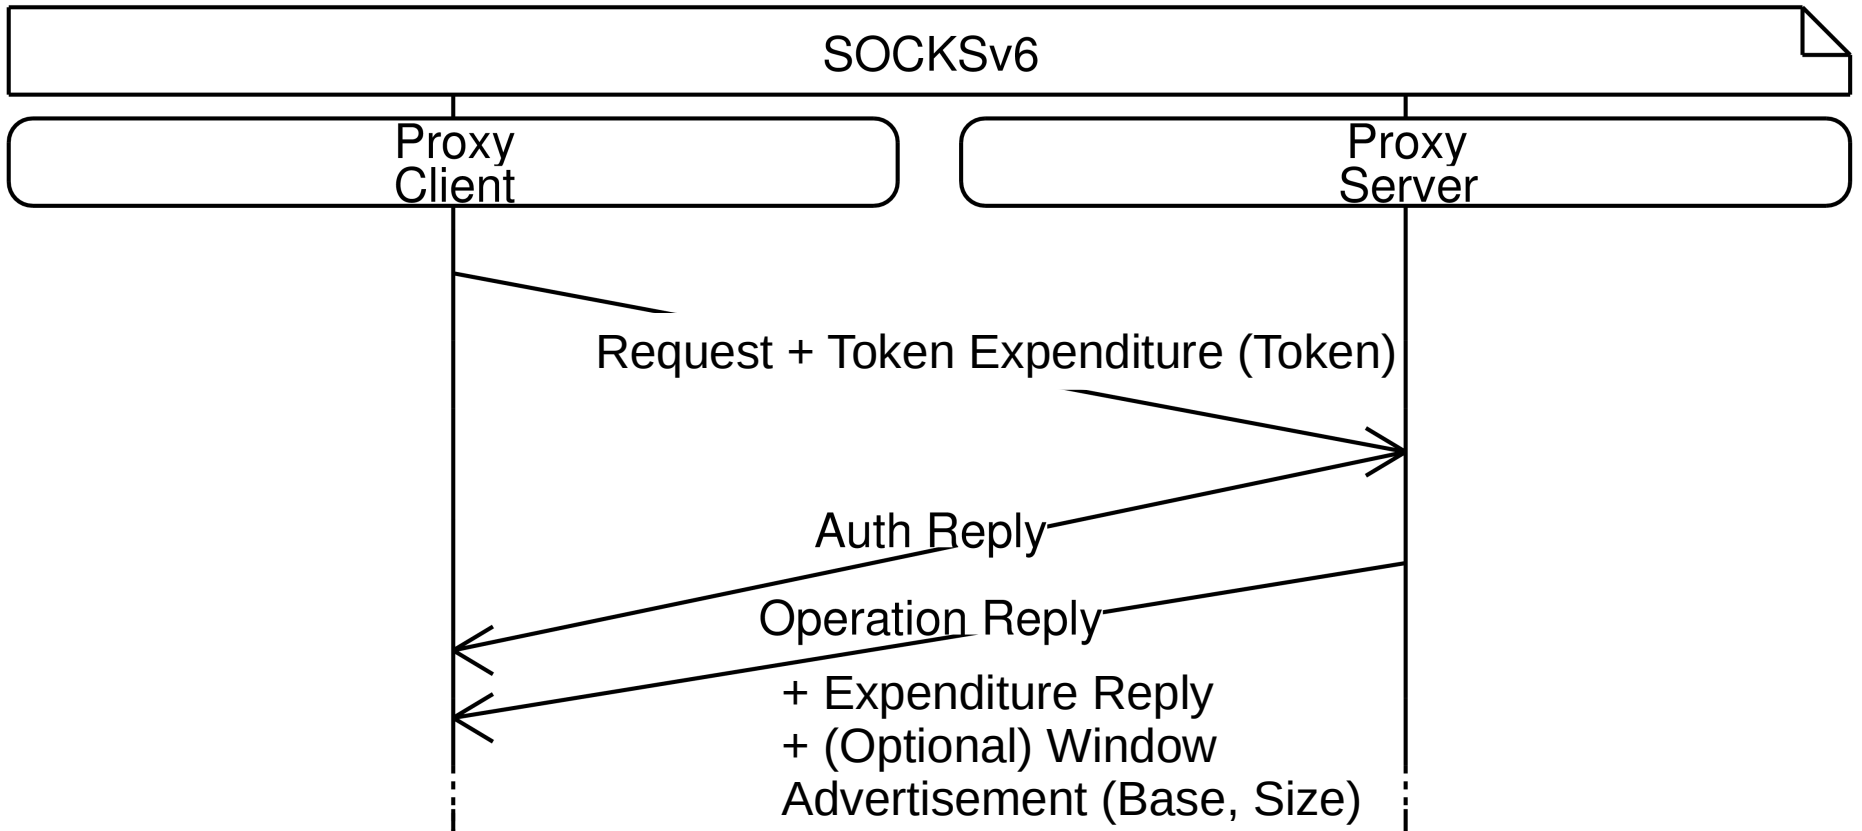 SOCKSv6
Proxy
Client
Proxy
Server
Request + Token Expenditure (Token)
Auth Reply
Operation Reply
+ Expenditure Reply
+ (Optional) Window
Advertisement (Base, Size)